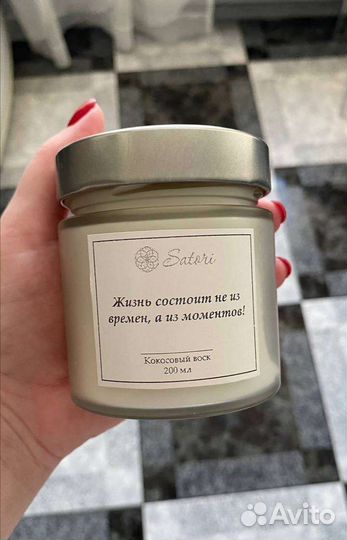 Satori
Жизнь состоит не из
времен, а из моментов!
Кокосовый воск
200 мл
Avito